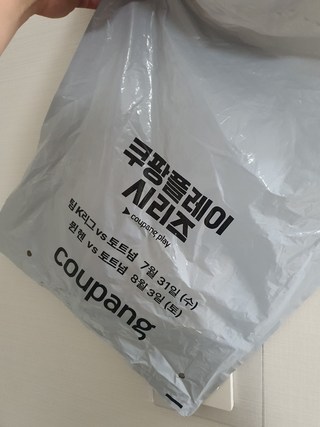 쿠팡플레이
시리즈
coupang play
팀 K리그 vs 토트넘 7월 31일 (수)
뮌헨 vs 토트넘 8월 3일 (토)
coupang